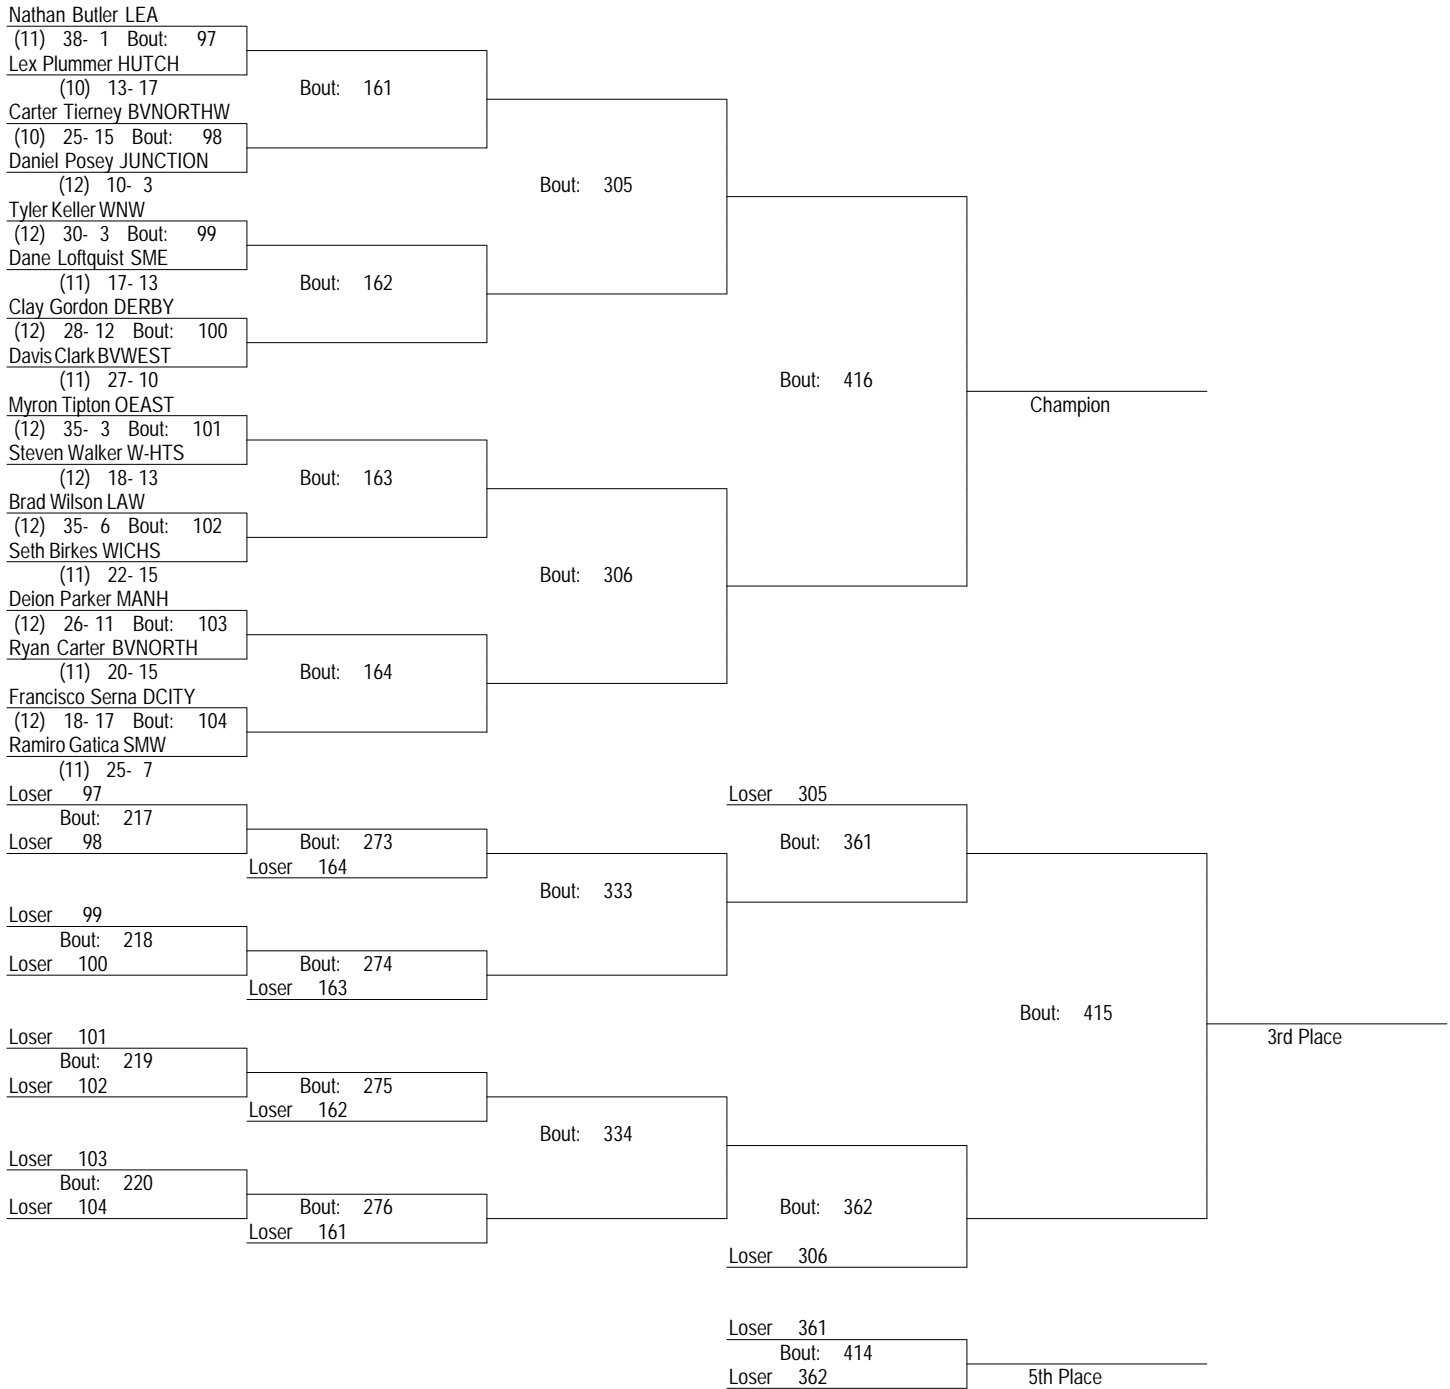 Nathan Butler LEA
(11) 38- 1 Bout: 97
Lex Plummer HUTCH
(10) 13- 17 Bout: 161
Carter Tierney BVNORTHW
(10) 25- 15 Bout: 98
Daniel Posey JUNCTION
(12) 10- 3 Bout: 305
Tyler Keller WNW
(12) 30- 3 Bout: 99
Dane Loftquist SME
(11) 17- 13 Bout: 162
Clay Gordon DERBY
(12) 28- 12 Bout: 100
Davis Clark BVWEST
(11) 27- 10 Bout: 416
Myron Tipton OEAST Champion
(12) 35- 3 Bout: 101
Steven Walker W-HTS
(12) 18- 13 Bout: 163
Brad Wilson LAW
(12) 35- 6 Bout: 102
Seth Birkes WICHS
(11) 22- 15 Bout: 306
Deion Parker MANH
(12) 26- 11 Bout: 103
Ryan Carter BVNORTH
(11) 20- 15 Bout: 164
Francisco Serna DCITY
(12) 18- 17 Bout: 104
Ramiro Gatica SMW
(11) 25- 7
Loser 97 Loser 305
Bout: 217
Loser 98 Bout: 273 Bout: 361
Loser 164
Bout: 333
Loser 99
Bout: 218
Loser 100 Bout: 274
Loser 163
Bout: 415
Loser 101 3rd Place
Bout: 219
Loser 102 Bout: 275
Loser 162
Bout: 334
Loser 103
Bout: 220
Loser 104 Bout: 276 Bout: 362
Loser 161
Loser 306
Loser 361
Bout: 414
Loser 362 5th Place